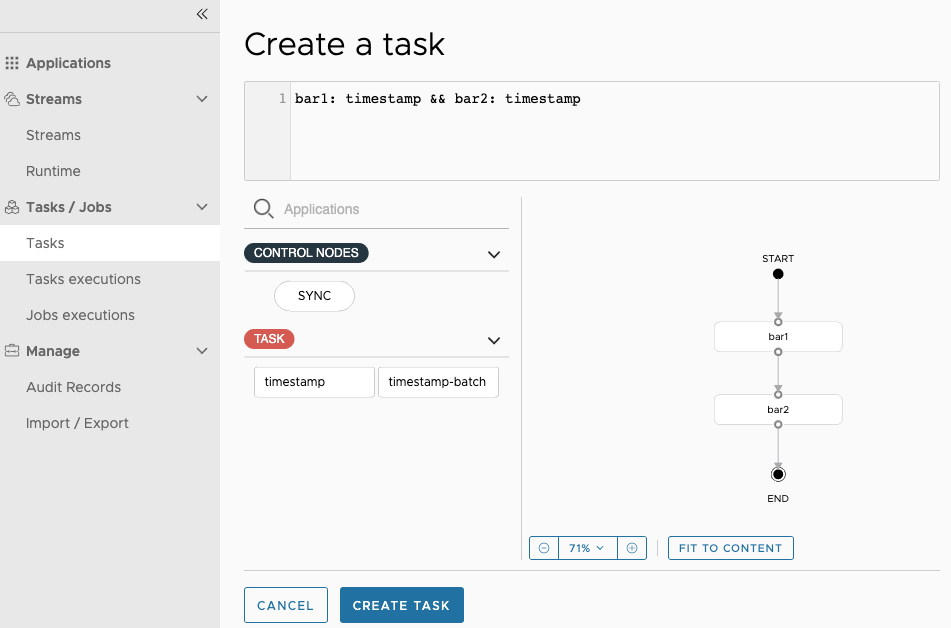 Applications
Streams
Streams
Runtime
Tasks / Jobs
Tasks
Tasks executions
Jobs executions
Manage
Audit Records
Import / Export
Create a task
1 bar1: timestamp && bar2: timestamp
Applications
CONTROL NODES
SYNC
TASK
timestamp timestamp-batch
START
bar1
bar2
END
71% FIT TO CONTENT
CANCEL CREATE TASK